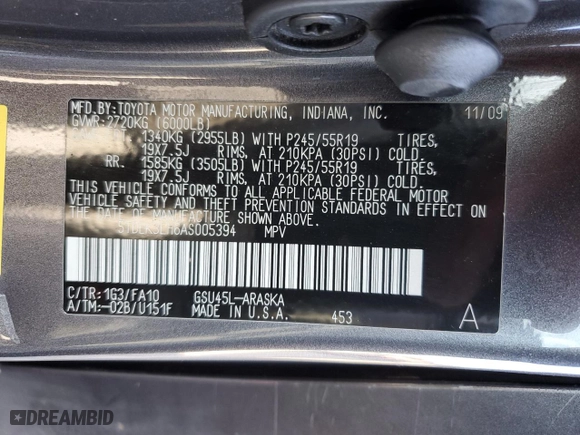 MFD.BY:TOYOTA MOTOR MANUFACTURING, INDIANA, INC. 11/09
GVWR:2720KG (6000LB)
1340KG (2955LB) WITH P245/55R19 TIRES,
19X7.5J RIMS, AT 210KPA (30PSI) COLD.
RR. 1585KG (3505LB) WITH P245/55R19 TIRES,
19X7.5J RIMS, AT 210KPA (30PSI) COLD.
THIS VEHICLE CONFORMS TO ALL APPLICABLE FEDERAL MOTOR
VEHICLE SAFETY AND THEFT PREVENTION STANDARDS IN EFFECT ON
THE DATE OF MANUFACTURE SHOWN ABOVE.
MPV
C/TR:1G3/FA10 GSU45L-ARASKA
A/TM:-02B/U151F MADE IN U.S.A. 453 A
DREAMBID